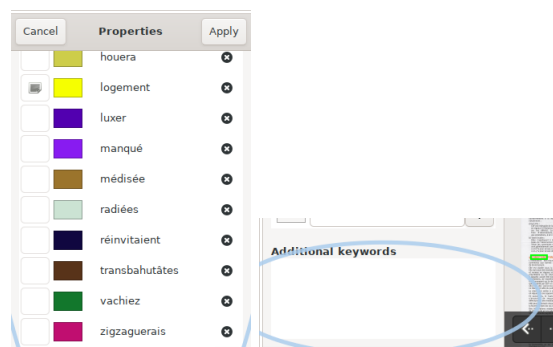 Cancel Properties Apply
houera
logement
luxer
manqué
médisée
radiées
réinvitaient
transbahutâtes
vachiez
zigzaguerais
Additional keywords